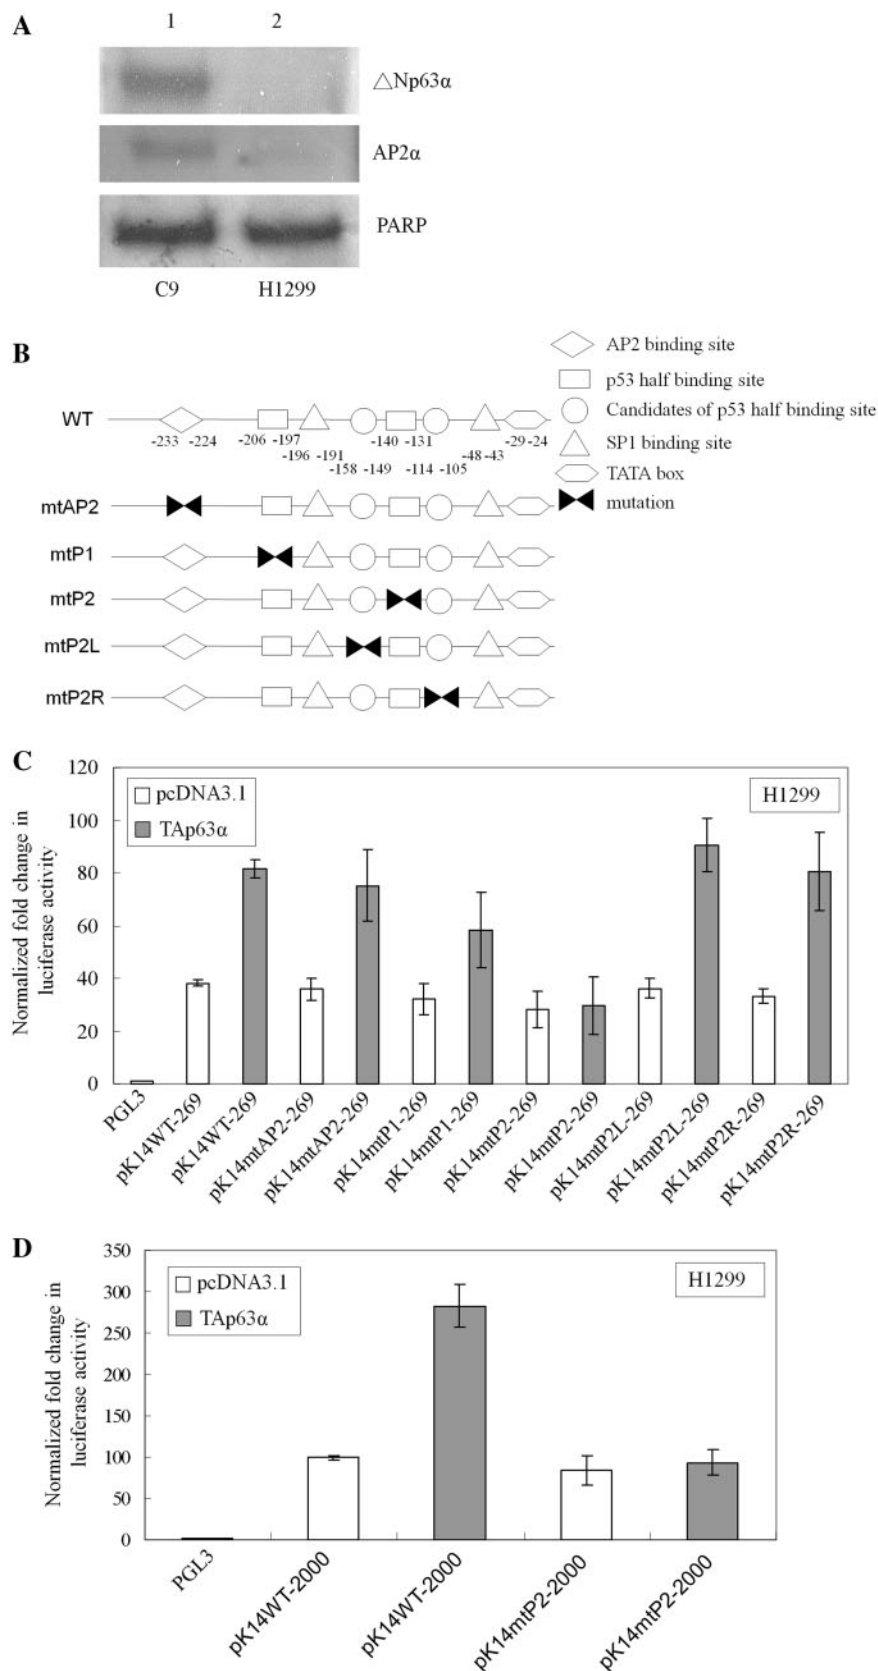 A
1 2
△Np63α
AP2α
PARP
C9 H1299
B
WT
-233 -224 -206 -197 -140 -131 -29 -24
-196 -191 -48 -43
-158 -149 -114 -105
AP2 binding site
p53 half binding site
Candidates of p53 half binding site
SP1 binding site
TATA box
mutation
mtAP2
mtP1
mtP2
mtP2L
mtP2R
C
Normalized fold change in
luciferase activity
120
100
80
60
40
20
0
pcDNA3.1
TAp63α
H1299
PGL3
pK14WT-269
pK14WT-269
pK14mtAP2-269
pK14mtAP2-269
pK14mtP1-269
pK14mtP1-269
pK14mtP2-269
pK14mtP2-269
pK14mtP2L-269
pK14mtP2L-269
pK14mtP2R-269
pK14mtP2R-269
D
Normalized fold change in
luciferase activity
350
300
250
200
150
100
50
0
pcDNA3.1
TAp63α
H1299
PGL3
pK14WT-2000
pK14WT-2000
pK14mtP2-2000
pK14mtP2-2000